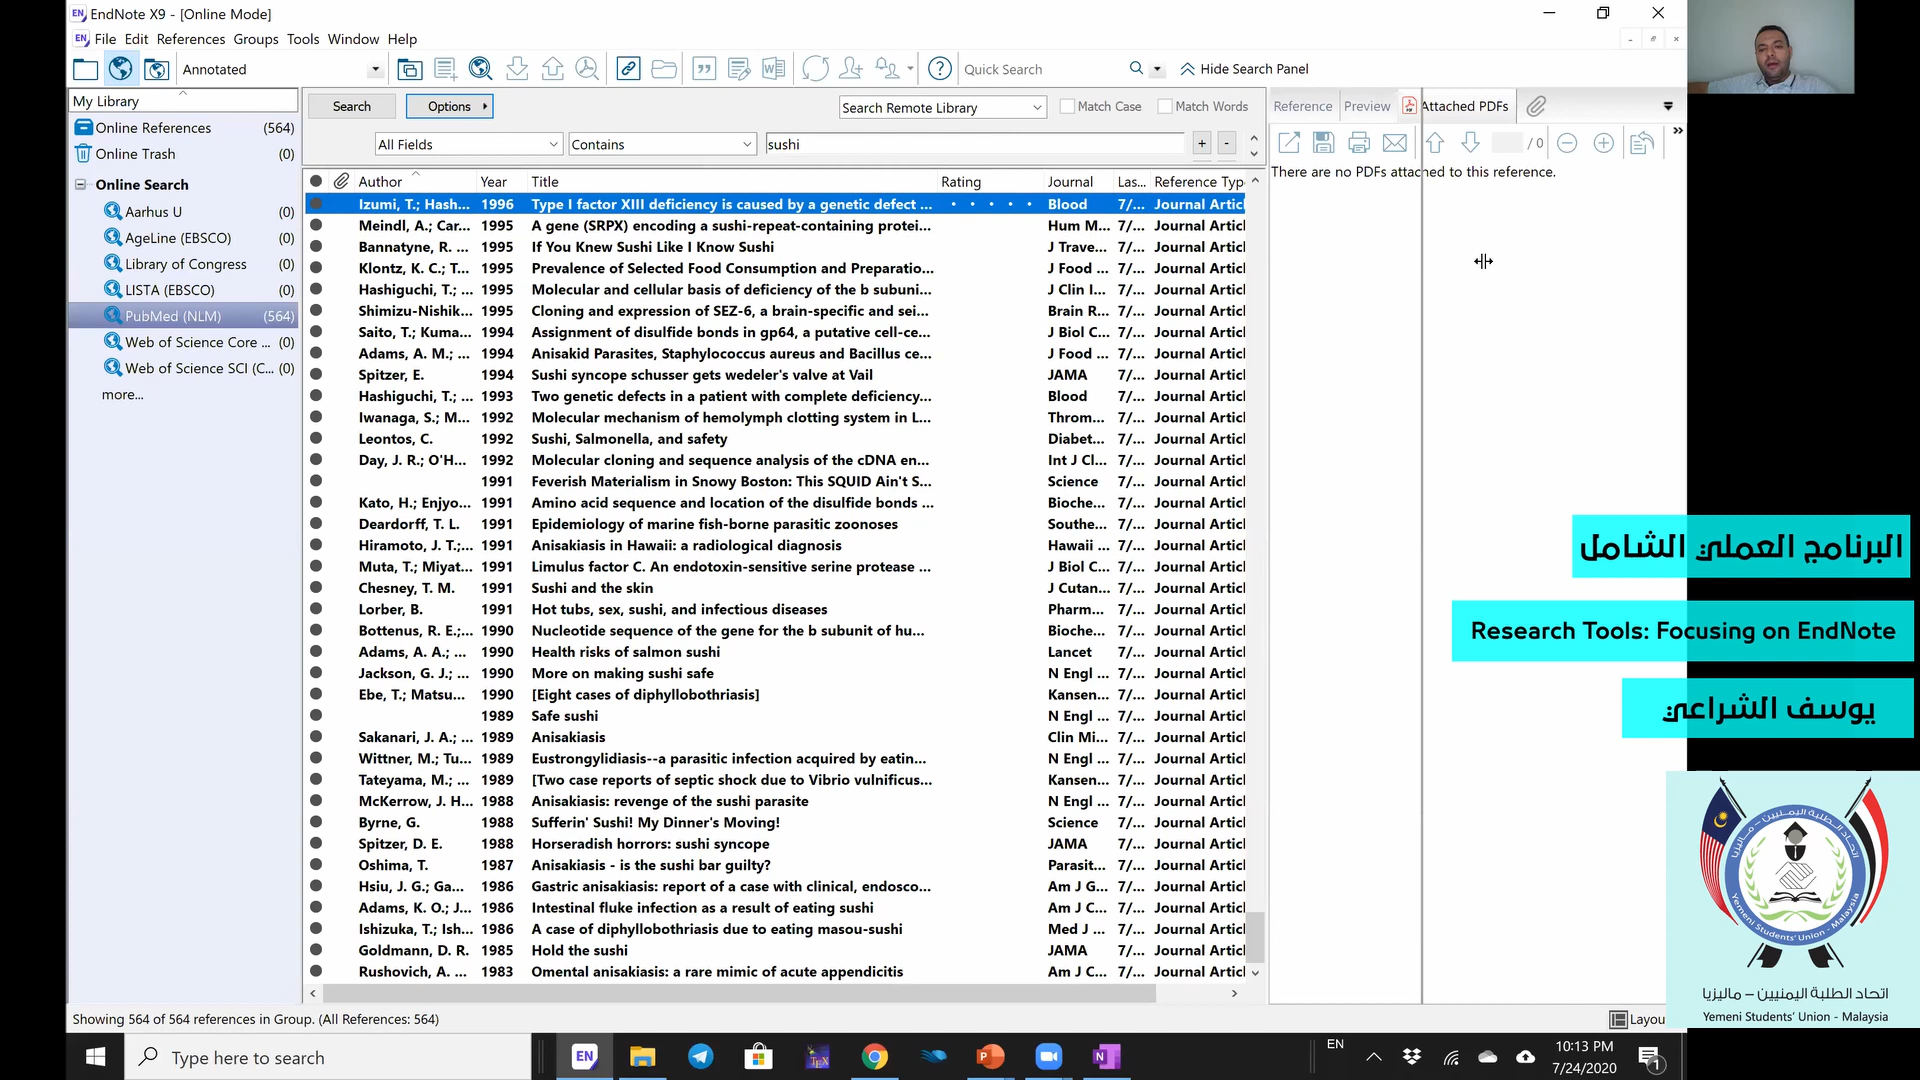 EndNote X9 - [Online Mode]
File Edit References Groups Tools Window Help
Annotated
Quick Search
Hide Search Panel
My Library
Online References (564)
Online Trash (0)
Online Search
Aarhus U (0)
AgeLine (EBSCO) (0)
Library of Congress (0)
LISTA (EBSCO) (0)
PubMed (NLM) (564)
Web of Science Core ... (0)
Web of Science SCI (C... (0)
more...
Search Options Search Remote Library Match Case Match Words
All Fields Contains sushi + -
Author Year Title Rating Journal Las... Reference Typ
Izumi, T.; Hash... 1996 Type I factor XIII deficiency is caused by a genetic defect ... Blood 7/... Journal Articl
Meindl, A.; Car... 1995 A gene (SRPX) encoding a sushi-repeat-containing protei... Hum M... 7/... Journal Articl
Bannatyne, R. ... 1995 If You Knew Sushi Like I Know Sushi J Trave... 7/... Journal Articl
Klontz, K. C.; T... 1995 Prevalence of Selected Food Consumption and Preparatio... J Food ... 7/... Journal Articl
Hashiguchi, T.; ... 1995 Molecular and cellular basis of deficiency of the b subuni... J Clin I... 7/... Journal Articl
Shimizu-Nishik... 1995 Cloning and expression of SEZ-6, a brain-specific and sei... Brain R... 7/... Journal Articl
Saito, T.; Kuma... 1994 Assignment of disulfide bonds in gp64, a putative cell-ce... J Biol C... 7/... Journal Articl
Adams, A. M.; ... 1994 Anisakid Parasites, Staphylococcus aureus and Bacillus ce... J Food ... 7/... Journal Articl
Spitzer, E. 1994 Sushi syncope schusser gets wedeler's valve at Vail JAMA 7/... Journal Articl
Hashiguchi, T.; ... 1993 Two genetic defects in a patient with complete deficiency... Blood 7/... Journal Articl
Iwanaga, S.; M... 1992 Molecular mechanism of hemolymph clotting system in L... Throm... 7/... Journal Articl
Leontos, C. 1992 Sushi, Salmonella, and safety Diabet... 7/... Journal Articl
Day, J. R.; O'H... 1992 Molecular cloning and sequence analysis of the cDNA en... Int J Cl... 7/... Journal Articl
1991 Feverish Materialism in Snowy Boston: This SQUID Ain't S... Science 7/... Journal Articl
Kato, H.; Enjyo... 1991 Amino acid sequence and location of the disulfide bonds ... Bioche... 7/... Journal Articl
Deardorff, T. L. 1991 Epidemiology of marine fish-borne parasitic zoonoses Southe... 7/... Journal Articl
Hiramoto, J. T.;... 1991 Anisakiasis in Hawaii: a radiological diagnosis Hawaii ... 7/... Journal Articl
Muta, T.; Miyat... 1991 Limulus factor C. An endotoxin-sensitive serine protease ... J Biol C... 7/... Journal Articl
Chesney, T. M. 1991 Sushi and the skin J Cutan... 7/... Journal Articl
Lorber, B. 1991 Hot tubs, sex, sushi, and infectious diseases Pharm... 7/... Journal Articl
Bottenus, R. E.;... 1990 Nucleotide sequence of the gene for the b subunit of hu... Bioche... 7/... Journal Articl
Adams, A. A.; ... 1990 Health risks of salmon sushi Lancet 7/... Journal Articl
Jackson, G. J.; ... 1990 More on making sushi safe N Engl ... 7/... Journal Articl
Ebe, T.; Matsu... 1990 [Eight cases of diphyllobothriasis] Kansen... 7/... Journal Articl
1989 Safe sushi N Engl ... 7/... Journal Articl
Sakanari, J. A.; ... 1989 Anisakiasis Clin Mi... 7/... Journal Articl
Wittner, M.; Tu... 1989 Eustrongylidiasis--a parasitic infection acquired by eatin... N Engl ... 7/... Journal Articl
Tateyama, M.; ... 1989 [Two case reports of septic shock due to Vibrio vulnificus... Kansen... 7/... Journal Articl
McKerrow, J. H... 1988 Anisakiasis: revenge of the sushi parasite N Engl ... 7/... Journal Articl
Byrne, G. 1988 Sufferin' Sushi! My Dinner's Moving! Science 7/... Journal Articl
Spitzer, D. E. 1988 Horseradish horrors: sushi syncope JAMA 7/... Journal Articl
Oshima, T. 1987 Anisakiasis - is the sushi bar guilty? Parasit... 7/... Journal Articl
Hsiu, J. G.; Ga... 1986 Gastric anisakiasis: report of a case with clinical, endosco... Am J G... 7/... Journal Articl
Adams, K. O.; J... 1986 Intestinal fluke infection as a result of eating sushi Am J C... 7/... Journal Articl
Ishizuka, T.; Ish... 1986 A case of diphyllobothriasis due to eating masou-sushi Med J ... 7/... Journal Articl
Goldmann, D. R. 1985 Hold the sushi JAMA 7/... Journal Articl
Rushovich, A. ... 1983 Omental anisakiasis: a rare mimic of acute appendicitis Am J C... 7/... Journal Articl
Reference Preview Attached PDFs
/ 0
There are no PDFs attached to this reference.
البرنامج العملي الشامل
Research Tools: Focusing on EndNote
يوسف الشراعي
اتحاد الطلبة اليمنيين - ماليزيا
Yemeni Students' Union - Malaysia
اتحاد الطلبة اليمنيين – ماليزيا
Yemeni Students' Union - Malaysia
Showing 564 of 564 references in Group. (All References: 564)
Layou
Type here to search
EN
10:13 PM
7/24/2020
1